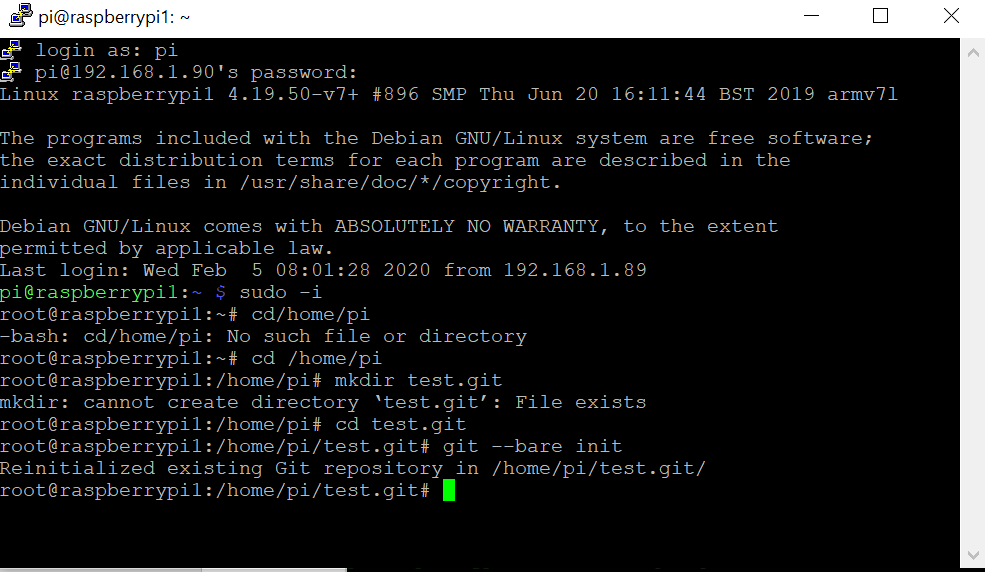 pi@raspberrypi1: ~
login as: pi
pi@192.168.1.90's password:
Linux raspberrypi1 4.19.50-v7+ #896 SMP Thu Jun 20 16:11:44 BST 2019 armv7l
The programs included with the Debian GNU/Linux system are free software;
the exact distribution terms for each program are described in the
individual files in /usr/share/doc/*/copyright.
Debian GNU/Linux comes with ABSOLUTELY NO WARRANTY, to the extent
permitted by applicable law.
Last login: Wed Feb  5 08:01:28 2020 from 192.168.1.89
pi@raspberrypi1:~ $ sudo -i
root@raspberrypi1:~# cd/home/pi
-bash: cd/home/pi: No such file or directory
root@raspberrypi1:~# cd /home/pi
root@raspberrypi1:/home/pi# mkdir test.git
mkdir: cannot create directory ‘test.git’: File exists
root@raspberrypi1:/home/pi# cd test.git
root@raspberrypi1:/home/pi/test.git# git --bare init
Reinitialized existing Git repository in /home/pi/test.git/
root@raspberrypi1:/home/pi/test.git#